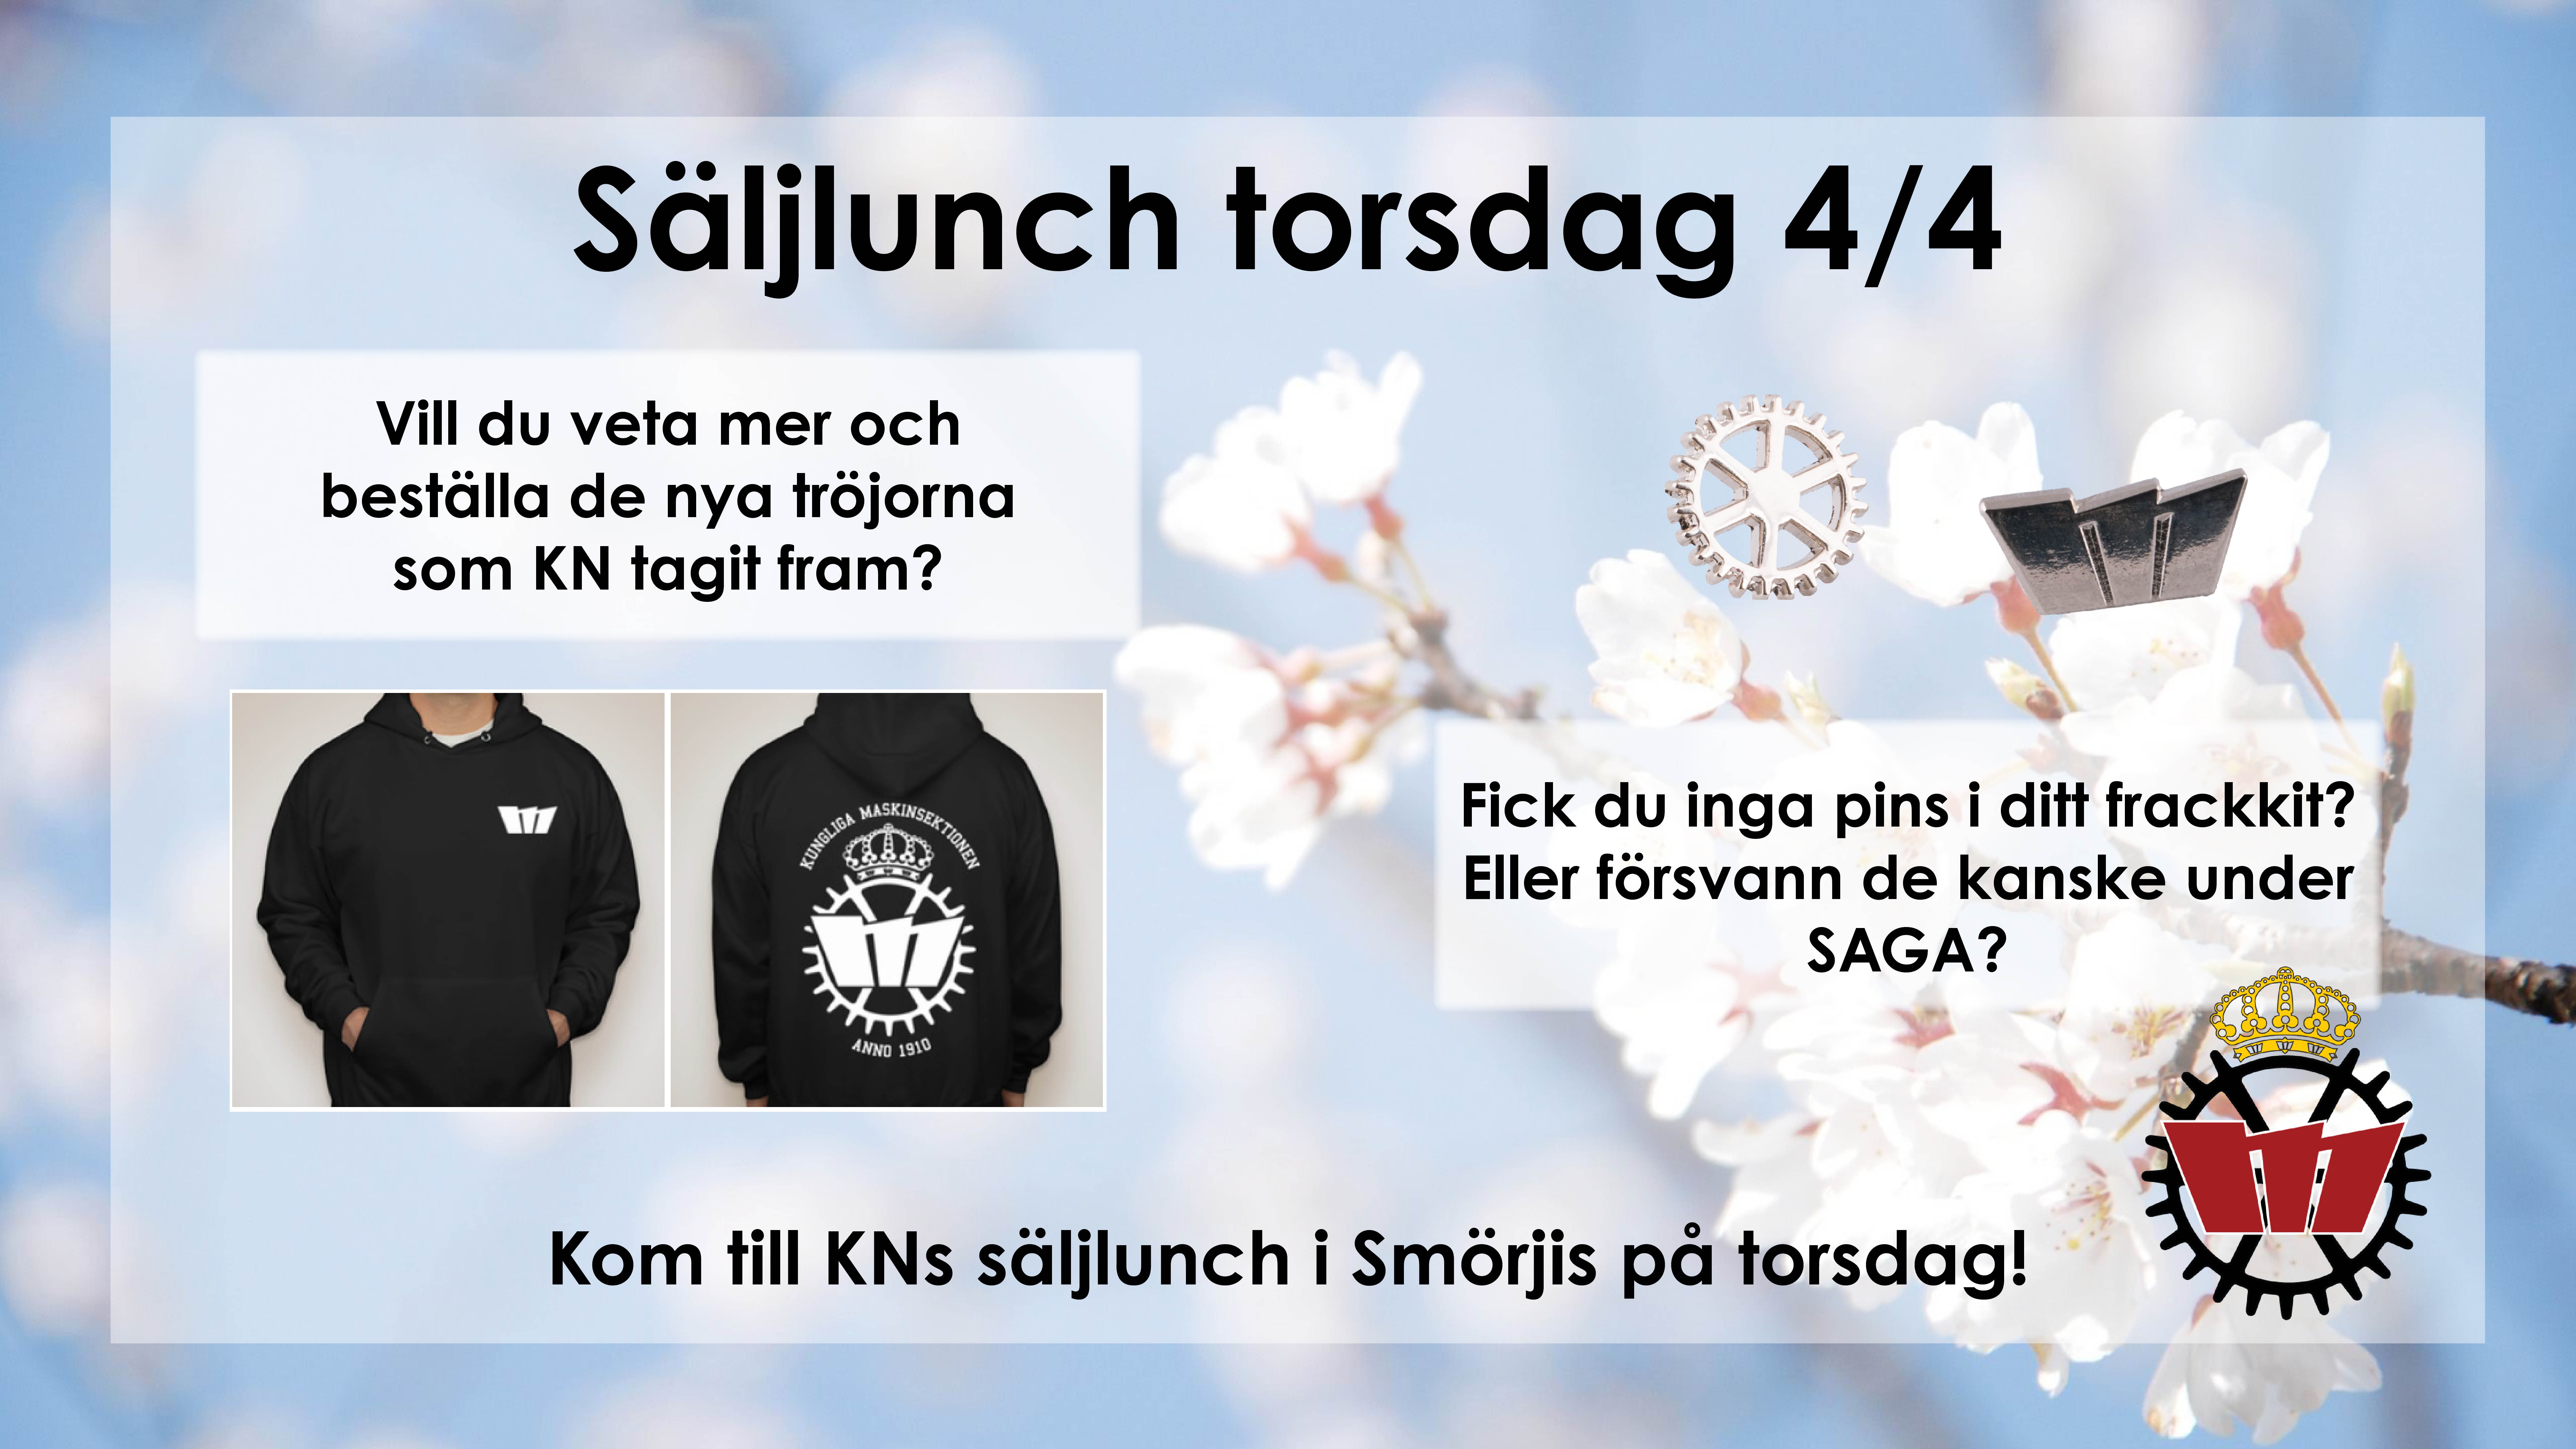 Säljlunch torsdag 4/4
Vill du veta mer och
beställa de nya tröjorna
som KN tagit fram?
KUNGLIGA MASKINSEKTIONEN
ANNO 1910
Fick du inga pins i ditt frackkit?
Eller försvann de kanske under
SAGA?
Kom till KNs säljlunch i Smörjis på torsdag!